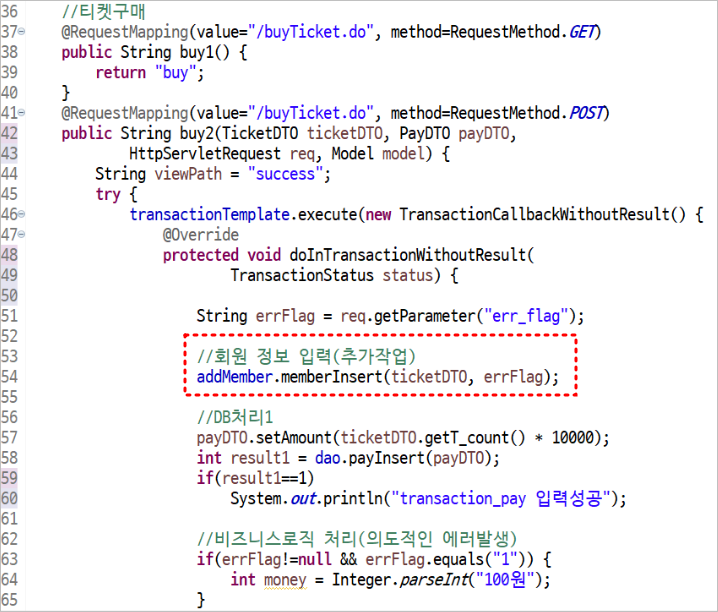 36 //티켓구매
37 @RequestMapping(value="/buyTicket.do", method=RequestMethod.GET)
38 public String buy1() {
39 return "buy";
40 }
41 @RequestMapping(value="/buyTicket.do", method=RequestMethod.POST)
42 public String buy2(TicketDTO ticketDTO, PayDTO payDTO,
43 HttpServletRequest req, Model model) {
44 String viewPath = "success";
45 try {
46 transactionTemplate.execute(new TransactionCallbackWithoutResult() {
47 @Override
48 protected void doInTransactionWithoutResult(
49 TransactionStatus status) {
50
51 String errFlag = req.getParameter("err_flag");
52
53 //회원 정보 입력(추가작업)
54 addMember.memberInsert(ticketDTO, errFlag);
55
56 //DB처리1
57 payDTO.setAmount(ticketDTO.getT_count() * 10000);
58 int result1 = dao.payInsert(payDTO);
59 if(result1==1)
60 System.out.println("transaction_pay 입력성공");
61
62 //비즈니스로직 처리(의도적인 에러발생)
63 if(errFlag!=null && errFlag.equals("1")) {
64 int money = Integer.parseInt("100원");
65 }